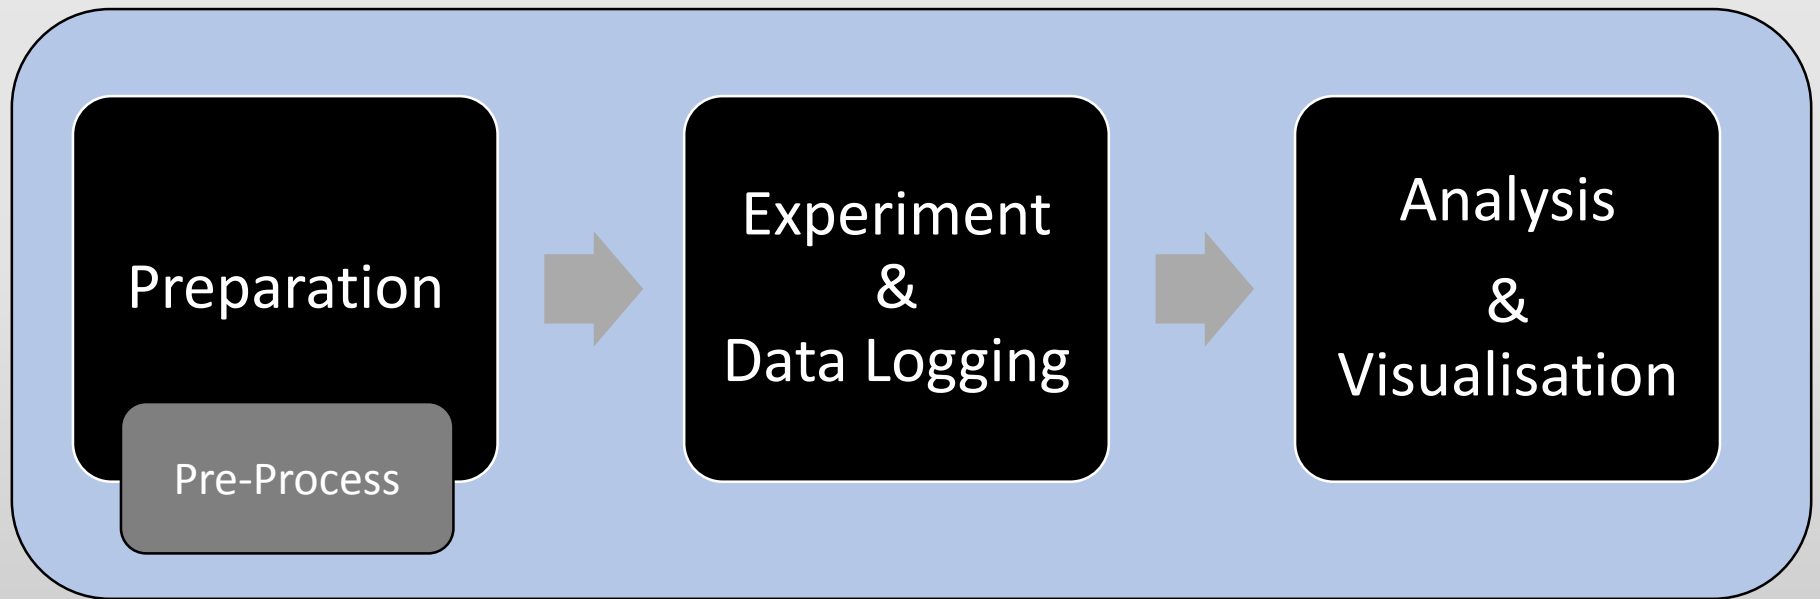 Preparation
Pre-Process
Experiment
&
Data Logging
Analysis
&
Visualisation